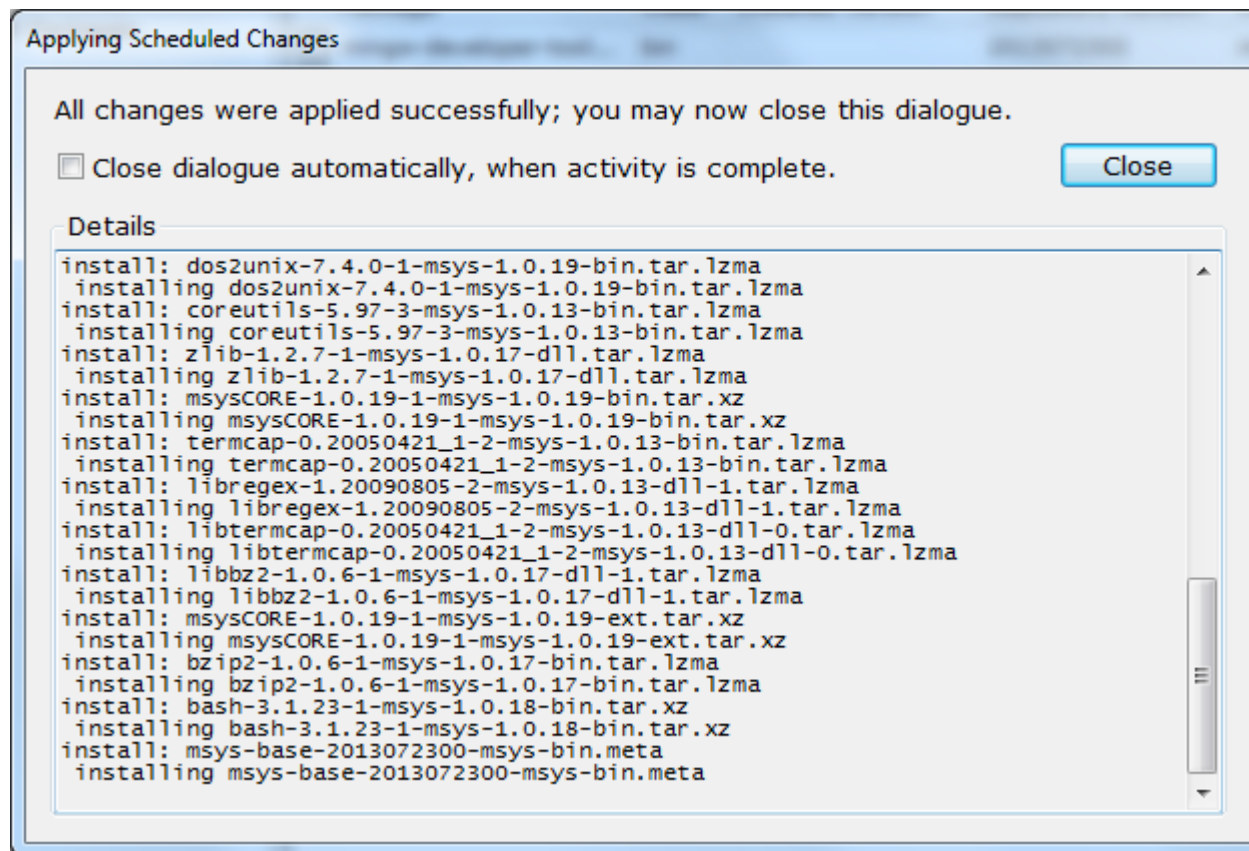 Applying Scheduled Changes
All changes were applied successfully; you may now close this dialogue.
Close dialogue automatically, when activity is complete.
Close
Details
install: dos2unix-7.4.0-1-msys-1.0.19-bin.tar.lzma
installing dos2unix-7.4.0-1-msys-1.0.19-bin.tar.lzma
install: coreutils-5.97-3-msys-1.0.13-bin.tar.lzma
installing coreutils-5.97-3-msys-1.0.13-bin.tar.lzma
install: zlib-1.2.7-1-msys-1.0.17-dll.tar.lzma
installing zlib-1.2.7-1-msys-1.0.17-dll.tar.lzma
install: msysCORE-1.0.19-1-msys-1.0.19-bin.tar.xz
installing msysCORE-1.0.19-1-msys-1.0.19-bin.tar.xz
install: termcap-0.20050421_1-2-msys-1.0.13-bin.tar.lzma
installing termcap-0.20050421_1-2-msys-1.0.13-bin.tar.lzma
install: libregex-1.20090805-2-msys-1.0.13-dll-1.tar.lzma
installing libregex-1.20090805-2-msys-1.0.13-dll-1.tar.lzma
install: libtermcap-0.20050421_1-2-msys-1.0.13-dll-0.tar.lzma
installing libtermcap-0.20050421_1-2-msys-1.0.13-dll-0.tar.lzma
install: libbz2-1.0.6-1-msys-1.0.17-dll-1.tar.lzma
installing libbz2-1.0.6-1-msys-1.0.17-dll-1.tar.lzma
install: msysCORE-1.0.19-1-msys-1.0.19-ext.tar.xz
installing msysCORE-1.0.19-1-msys-1.0.19-ext.tar.xz
install: bzip2-1.0.6-1-msys-1.0.17-bin.tar.lzma
installing bzip2-1.0.6-1-msys-1.0.17-bin.tar.lzma
install: bash-3.1.23-1-msys-1.0.18-bin.tar.xz
installing bash-3.1.23-1-msys-1.0.18-bin.tar.xz
install: msys-base-2013072300-msys-bin.meta
installing msys-base-2013072300-msys-bin.meta